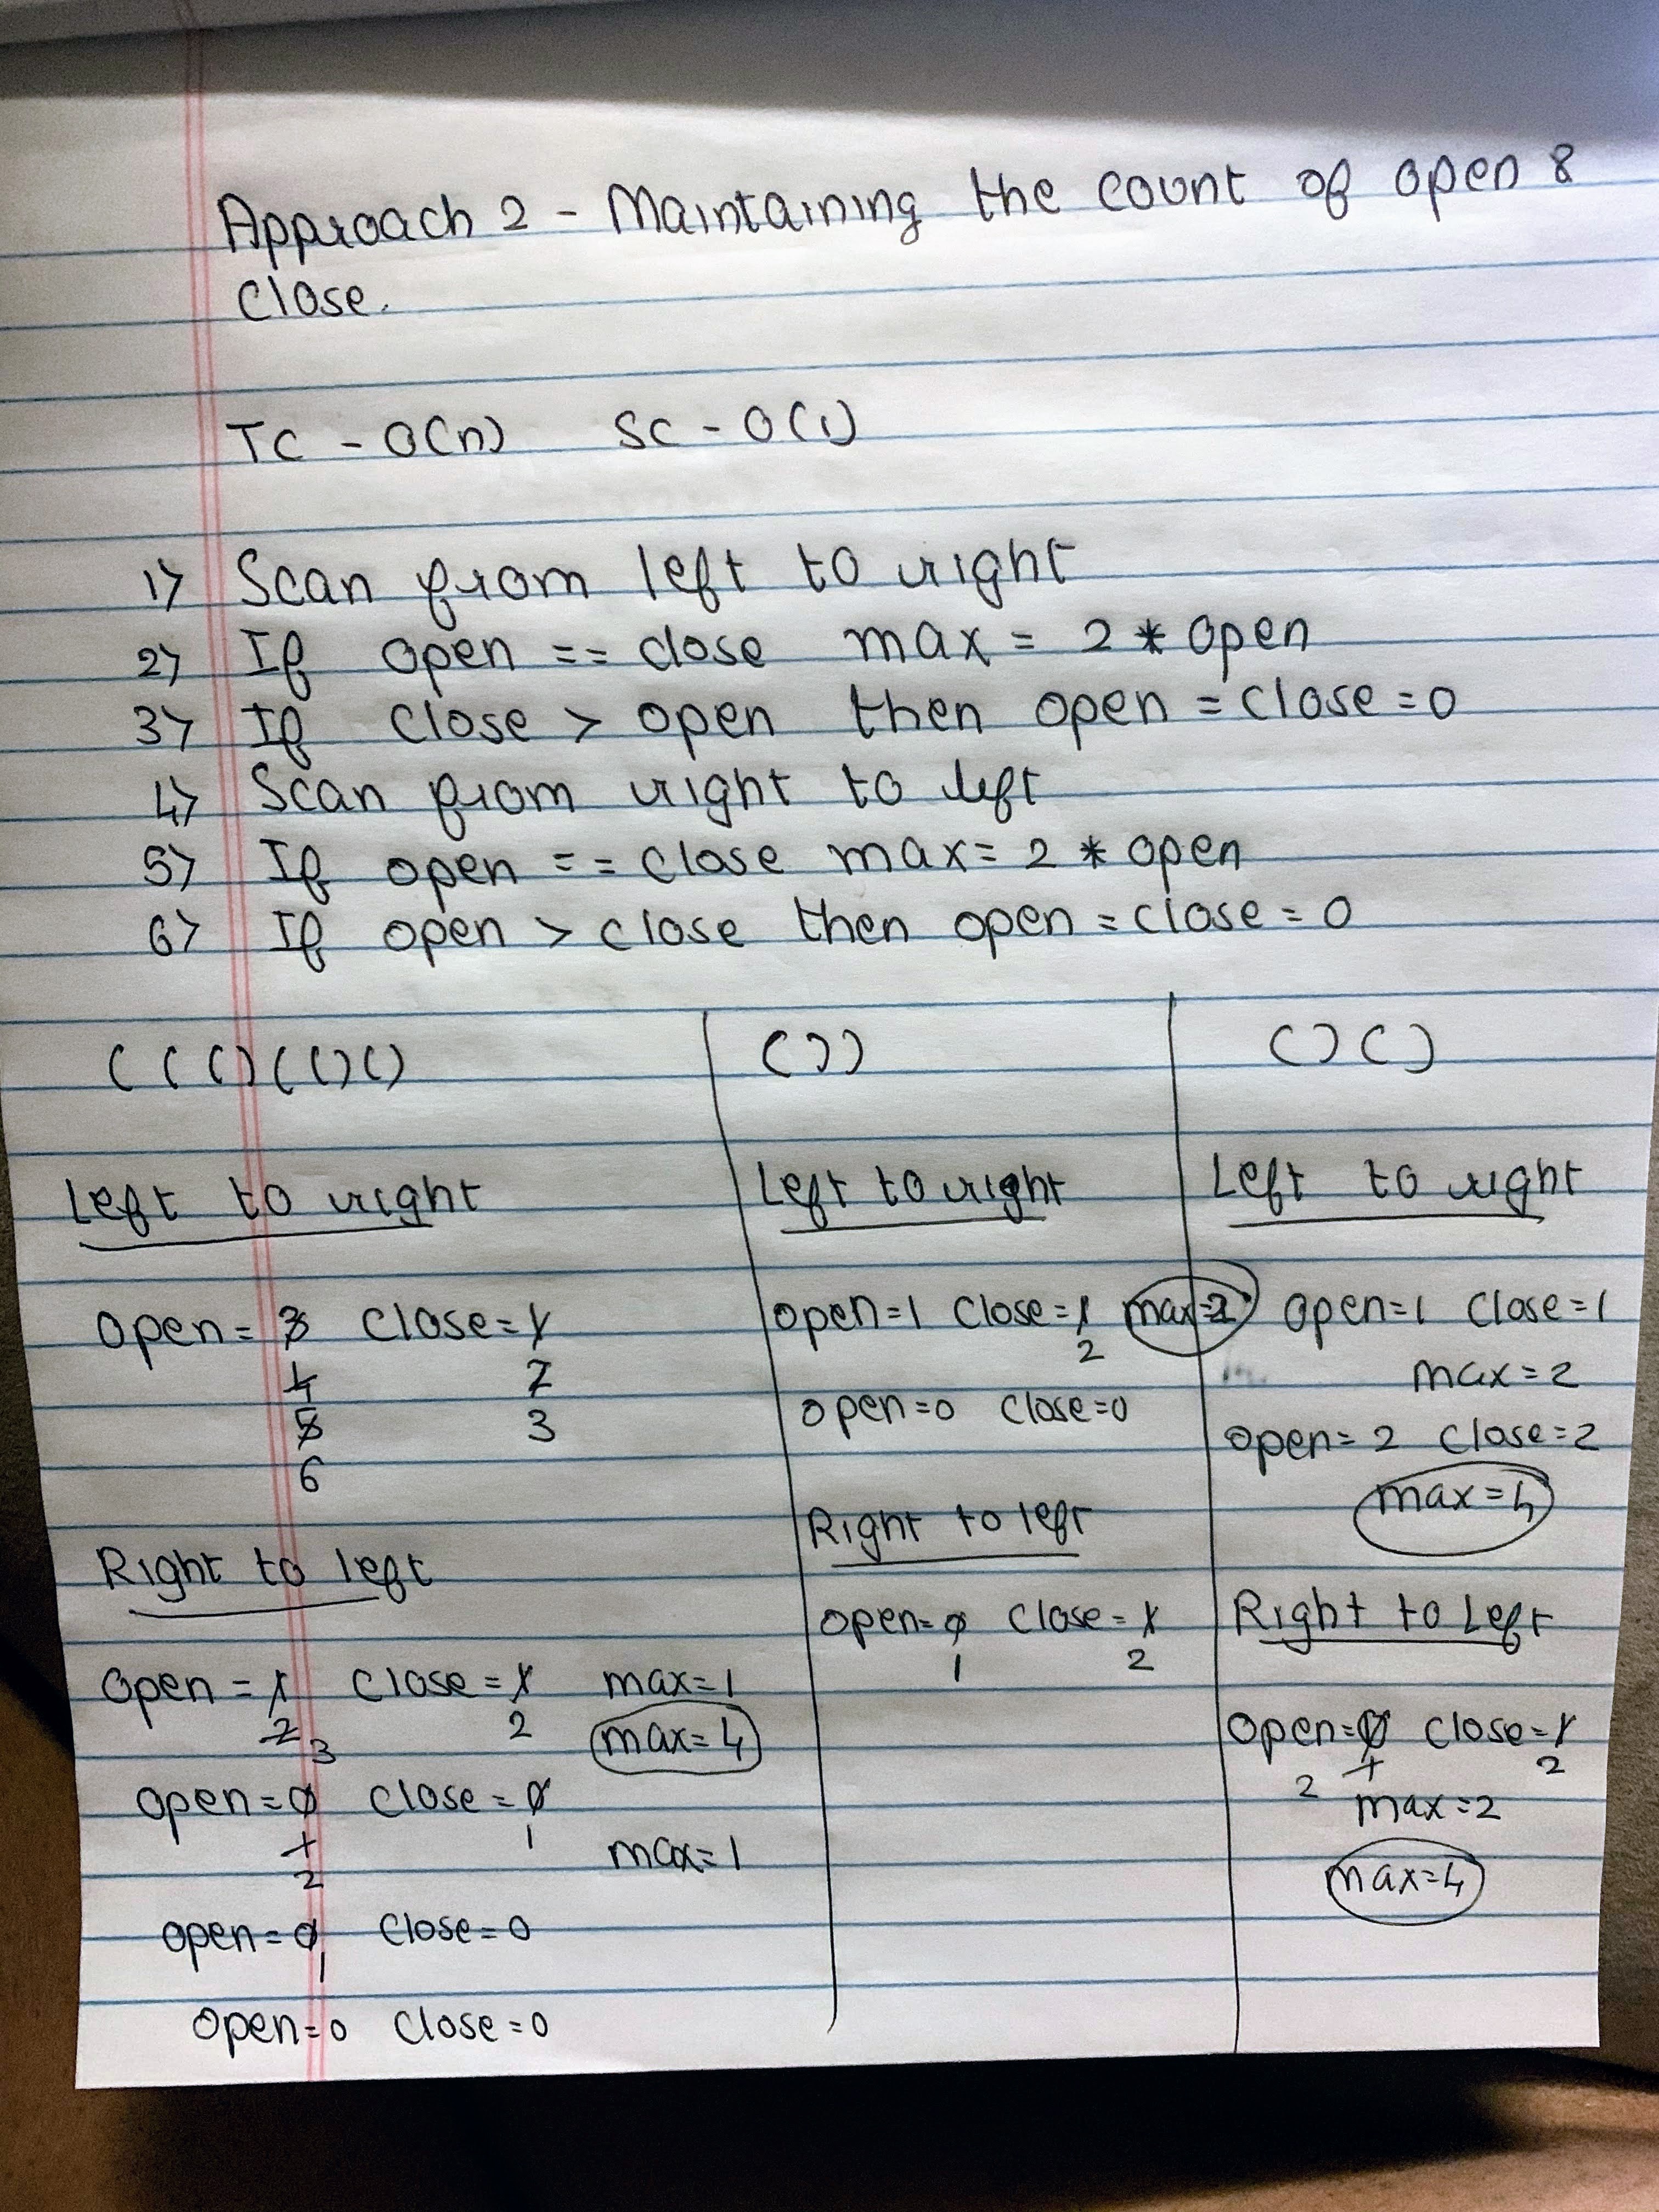 Approach 2 - Maintaining the count of open &
close.
TC - O(n) SC - O(1)
1> Scan from left to right
2> If open == close max = 2 * open
3> If close > open then open = close = 0
4> Scan from right to left
5> If open == close max = 2 * open
6> If open > close then open = close = 0
((()(()()
Left to right
open = 3 close = 1
4 2
5 3
6
Right to left
open = 1 close = 1 max = 1
2 3 2 max = 4
open = 0 close = 0
1 1 max = 1
2
open = 0 close = 0
1
open = 0 close = 0
())
Left to right
open=1 close=1 max=2
2
open=0 close=0
Right to left
open=0 close=1
1 2
()()
Left to right
open=1 close=1
max=2
open=2 close=2
max=4
Right to Left
open=0 close=1
1 2
2 max=2
max=4